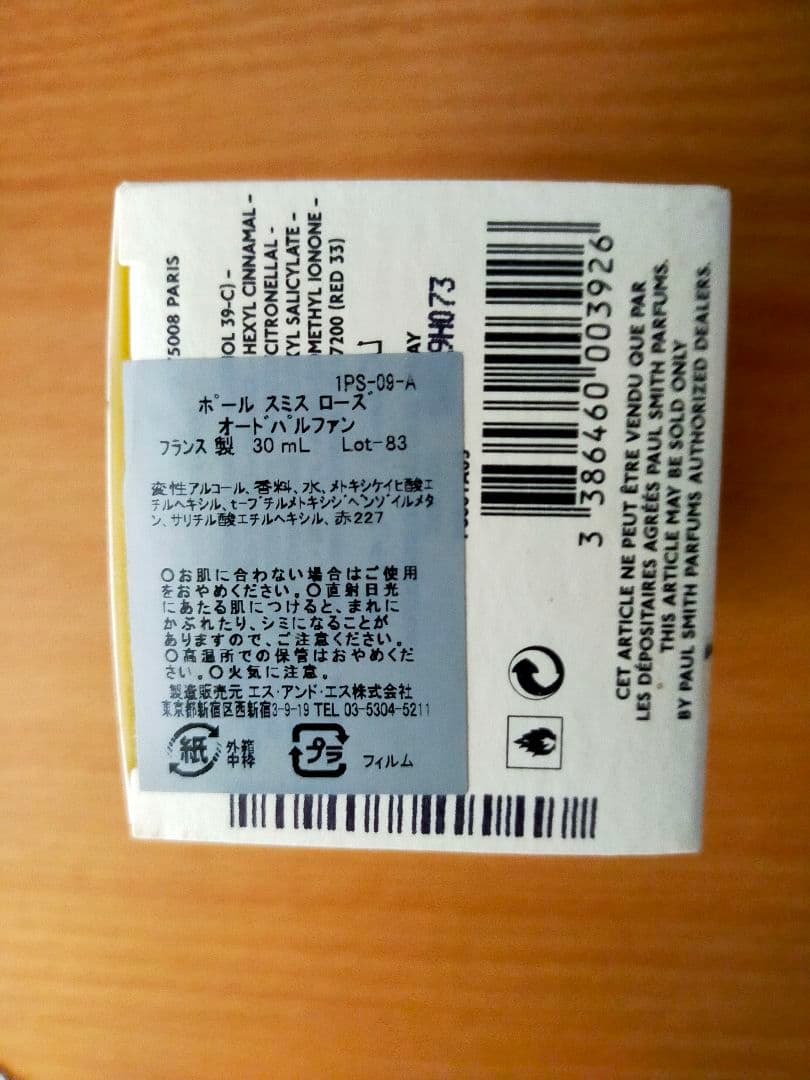 1PS-09-A
ポール スミス ローズ
オードパルファン
フランス 製 30 mL Lot-83
変性アルコール、香料、水、メトキシケイヒ酸エ
チルヘキシル、t-ブチルメトキシジベンゾイルメタ
ン、サリチル酸エチルヘキシル、赤227
○お肌に合わない場合はご使用
をおやめください。○直射日光
にあたる肌につけると、まれに
かぶれたり、シミになることが
ありますので、ご注意ください。
○高温所での保管はおやめくだ
さい。○火気に注意。
製造販売元 エス・アンド・エス株式会社
東京都新宿区西新宿3-9-19 TEL 03-5304-5211
紙 外箱
中枠
プラ フィルム
75008 PARIS
OL 39-C) -
HEXYL CINNAMAL -
CITRONELLAL -
YL SALICYLATE -
OMETHYL IONONE -
7200 (RED 33)
AY
9H073
3 386460 003926
CET ARTICLE NE PEUT ÊTRE VENDU QUE PAR
LES DÉPOSITAIRES AGRÉÉS PAUL SMITH PARFUMS.
THIS ARTICLE MAY BE SOLD ONLY
BY PAUL SMITH PARFUMS AUTHORIZED DEALERS.